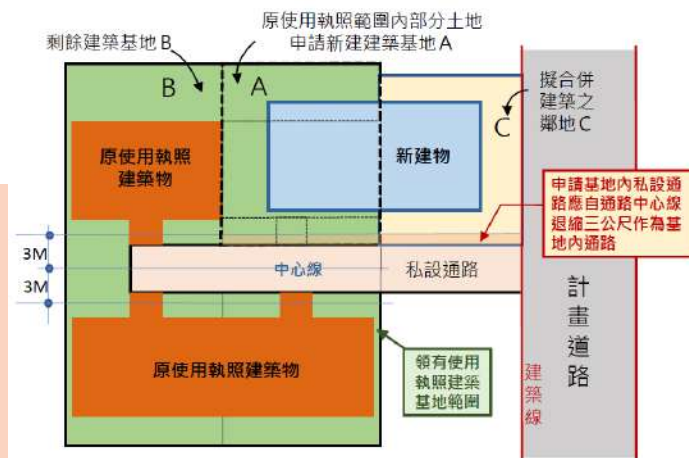 原使用執照範圍內部分土地
申請新建建築基地A
剩餘建築基地B
B
A
擬合併
建築之
鄰地C
C
原使用執照
建築物
新建物
申請基地內私設通
路應自通路中心線
退縮三公尺作為基
地內通路
3M
3M
中心線
私設通路
計畫道路
原使用執照建築物
領有使用
執照建築
基地範圍
建築線